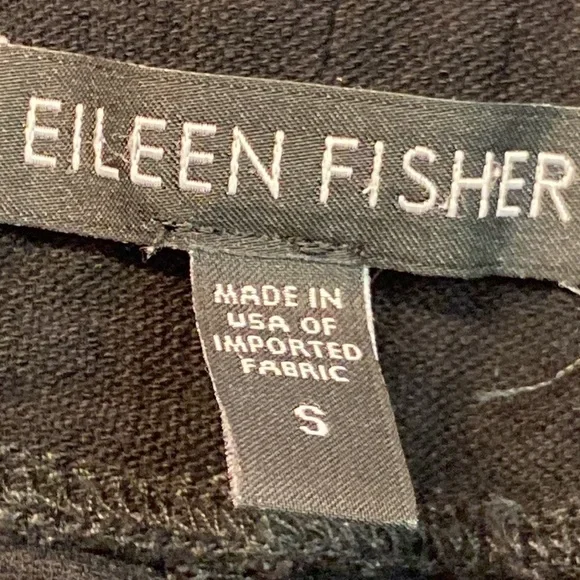 EILEEN FISHER
MADE IN
USA OF
IMPORTED
FABRIC
S